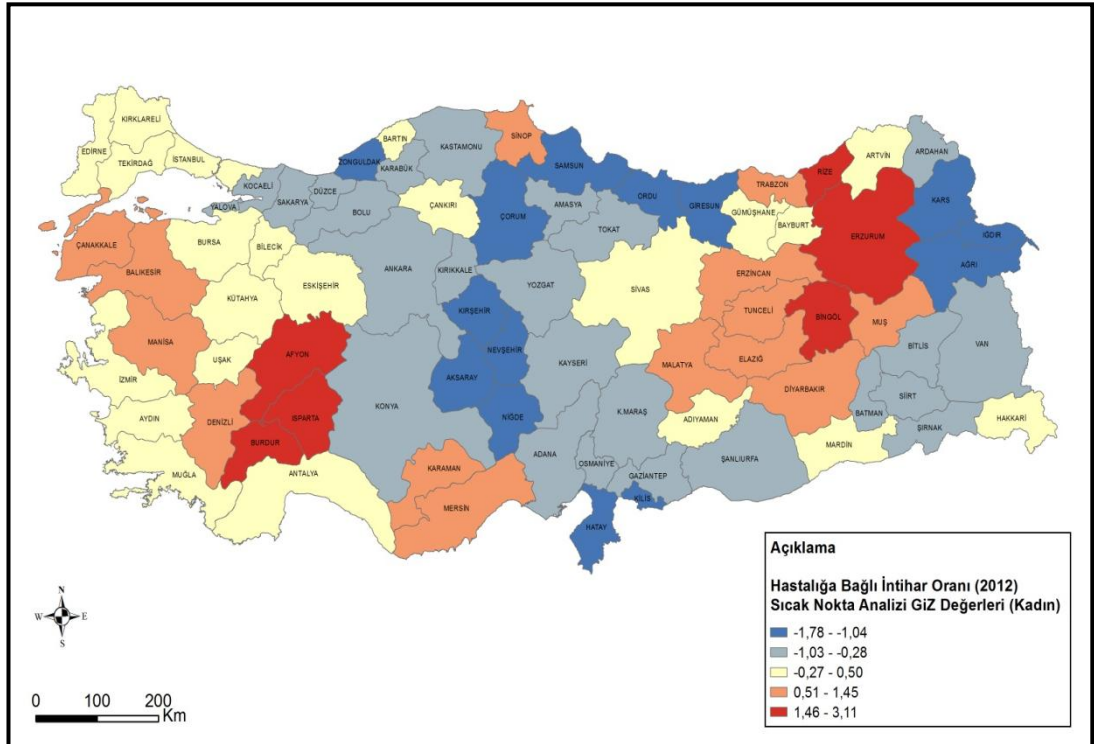 KIRKLARELİ
EDİRNE
TEKİRDAĞ
İSTANBUL
KOCAELİ
YALOVA
SAKARYA
DÜZCE
BOLU
ZONGULDAK
BARTIN
KARABÜK
KASTAMONU
SİNOP
SAMSUN
ÇANKIRI
ÇORUM
AMASYA
ORDU
GİRESUN
TOKAT
TRABZON
RİZE
ARTVİN
ARDAHAN
GÜMÜŞHANE
BAYBURT
KARS
IĞDIR
AĞRI
ERZURUM
ÇANAKKALE
BALIKESİR
BURSA
BİLECİK
ESKİŞEHİR
KÜTAHYA
ANKARA
KIRIKKALE
YOZGAT
SİVAS
ERZİNCAN
TUNCELİ
BİNGÖL
MUŞ
KIRŞEHİR
NEVŞEHİR
KAYSERİ
MALATYA
ELAZIĞ
DİYARBAKIR
BİTLİS
VAN
MANİSA
UŞAK
AFYON
İZMİR
AYDIN
DENİZLİ
ISPARTA
BURDUR
MUĞLA
ANTALYA
KONYA
AKSARAY
NİĞDE
KARAMAN
MERSİN
ADANA
OSMANİYE
K.MARAŞ
GAZİANTEP
KİLİS
HATAY
ADIYAMAN
ŞANLIURFA
MARDİN
BATMAN
SİİRT
ŞIRNAK
HAKKARİ
Açıklama
Hastalığa Bağlı İntihar Oranı (2012)
Sıcak Nokta Analizi GiZ Değerleri (Kadın)
-1,78 - -1,04
-1,03 - -0,28
-0,27 - 0,50
0,51 - 1,45
1,46 - 3,11
N
W E
S
0 100 200
Km